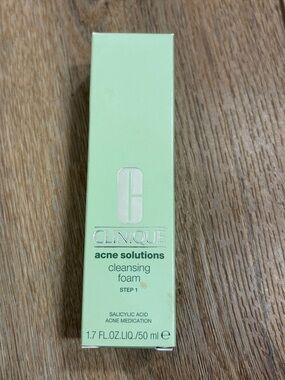 CLINIQUE
acne solutions
cleansing
foam
STEP 1
SALICYLIC ACID
ACNE MEDICATION
1.7 FL.OZ.LIQ./50 ml ℮